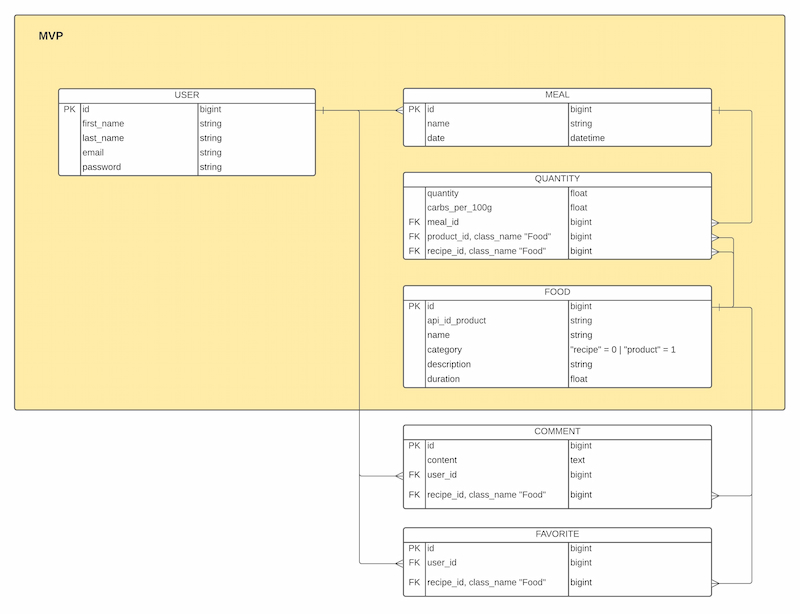 MVP
USER
PK id bigint
first_name string
last_name string
email string
password string
MEAL
PK id bigint
name string
date datetime
QUANTITY
quantity float
carbs_per_100g float
FK meal_id bigint
FK product_id, class_name "Food" bigint
FK recipe_id, class_name "Food" bigint
FOOD
PK id bigint
api_id_product string
name string
category "recipe" = 0 | "product" = 1
description string
duration float
COMMENT
PK id bigint
content text
FK user_id bigint
FK recipe_id, class_name "Food" bigint
FAVORITE
PK id bigint
FK user_id bigint
FK recipe_id, class_name "Food" bigint